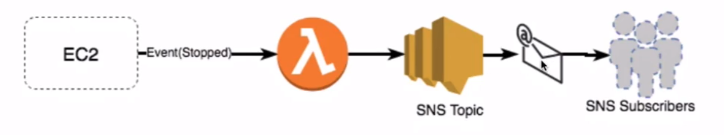 EC2
Event(Stopped)
λ
SNS Topic
@
SNS Subscribers